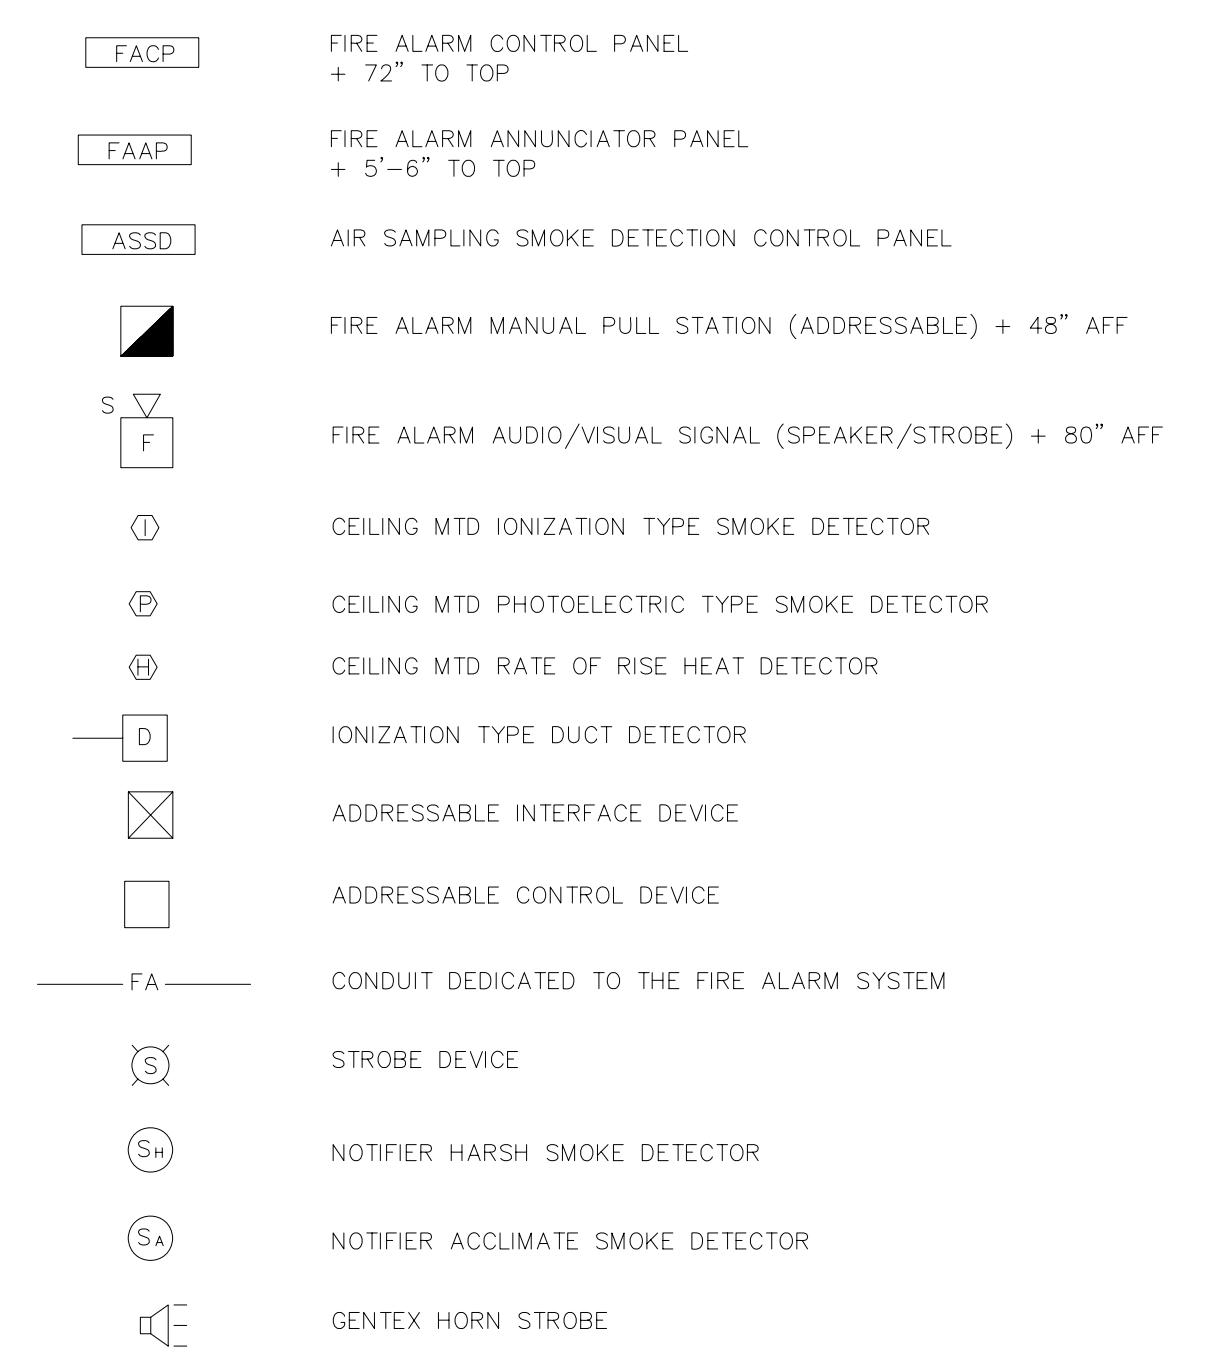 FACP FIRE ALARM CONTROL PANEL
+ 72" TO TOP
FAAP FIRE ALARM ANNUNCIATOR PANEL
+ 5'-6" TO TOP
ASSD AIR SAMPLING SMOKE DETECTION CONTROL PANEL
FIRE ALARM MANUAL PULL STATION (ADDRESSABLE) + 48" AFF
S
F FIRE ALARM AUDIO/VISUAL SIGNAL (SPEAKER/STROBE) + 80" AFF
I CEILING MTD IONIZATION TYPE SMOKE DETECTOR
P CEILING MTD PHOTOELECTRIC TYPE SMOKE DETECTOR
H CEILING MTD RATE OF RISE HEAT DETECTOR
D IONIZATION TYPE DUCT DETECTOR
ADDRESSABLE INTERFACE DEVICE
ADDRESSABLE CONTROL DEVICE
FA CONDUIT DEDICATED TO THE FIRE ALARM SYSTEM
S STROBE DEVICE
SH NOTIFIER HARSH SMOKE DETECTOR
SA NOTIFIER ACCLIMATE SMOKE DETECTOR
GENTEX HORN STROBE